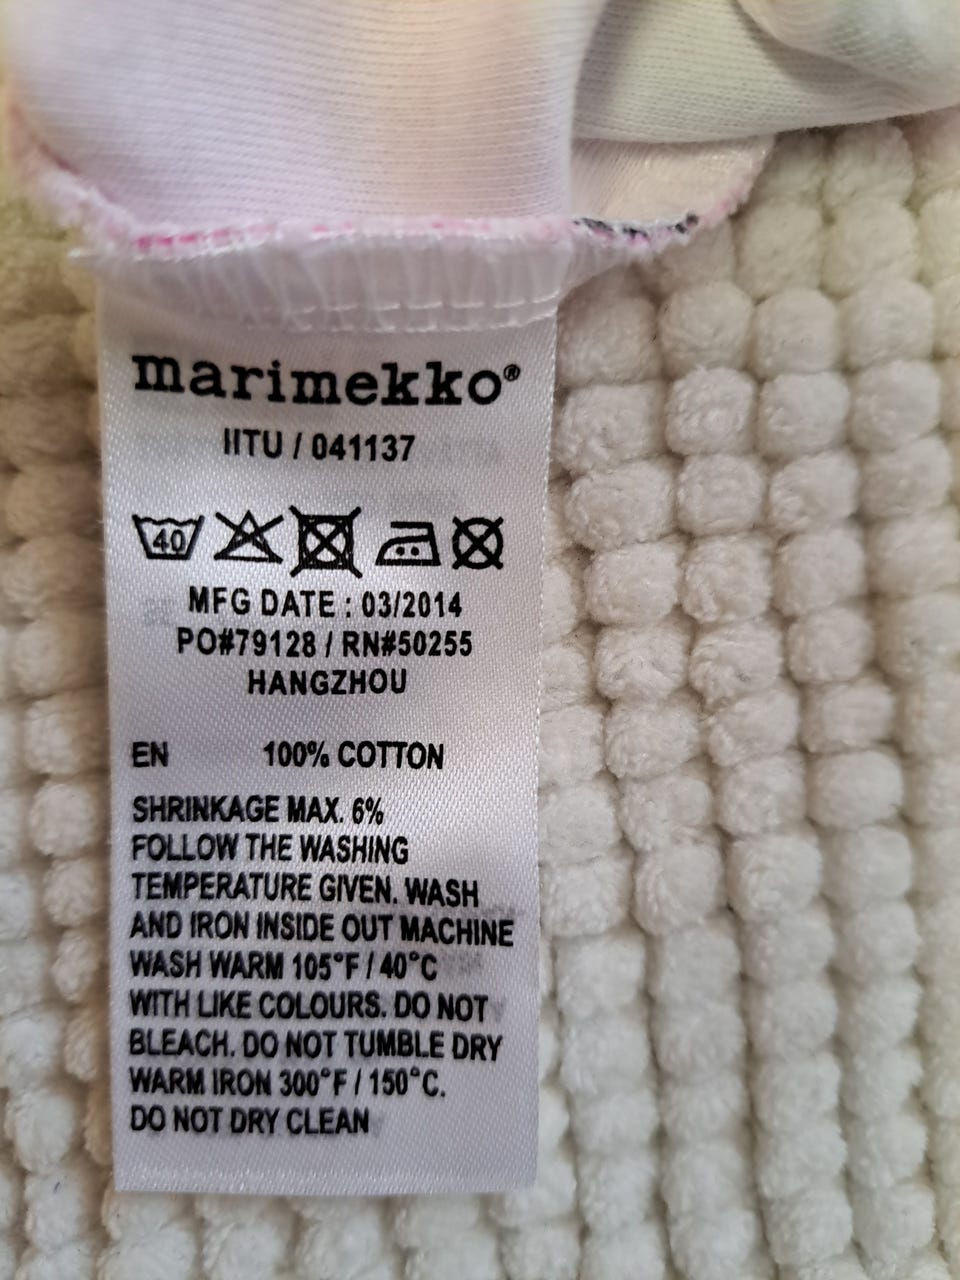 marimekko®
IITU / 041137
40
MFG DATE : 03/2014
PO#79128 / RN#50255
HANGZHOU
EN 100% COTTON
SHRINKAGE MAX. 6%
FOLLOW THE WASHING
TEMPERATURE GIVEN. WASH
AND IRON INSIDE OUT MACHINE
WASH WARM 105°F / 40°C
WITH LIKE COLOURS. DO NOT
BLEACH. DO NOT TUMBLE DRY
WARM IRON 300°F / 150°C.
DO NOT DRY CLEAN